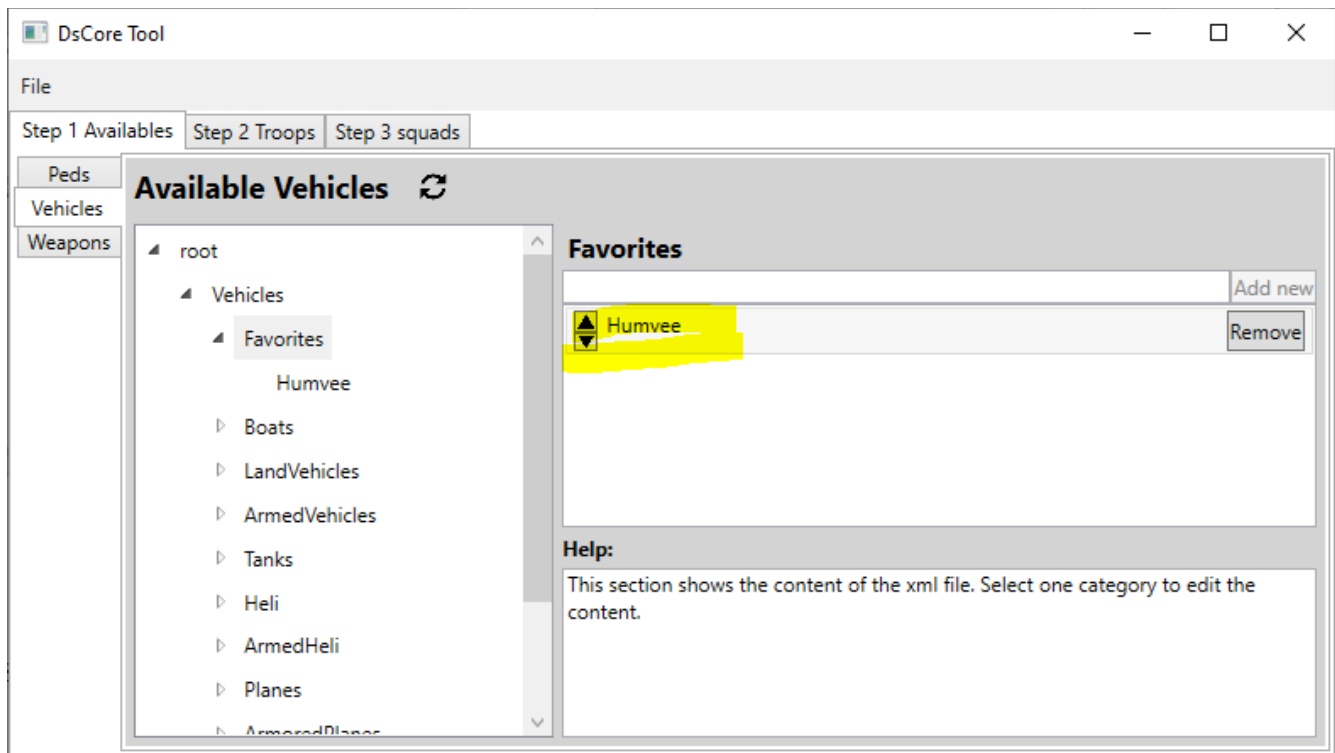 DsCore Tool
File
Step 1 Availables
Step 2 Troops
Step 3 squads
Peds
Vehicles
Weapons
Available Vehicles
root
Vehicles
Favorites
Humvee
Boats
LandVehicles
ArmedVehicles
Tanks
Heli
ArmedHeli
Planes
ArmoredPlanes
Favorites
Add new
Humvee
Remove
Help:
This section shows the content of the xml file. Select one category to edit the
content.